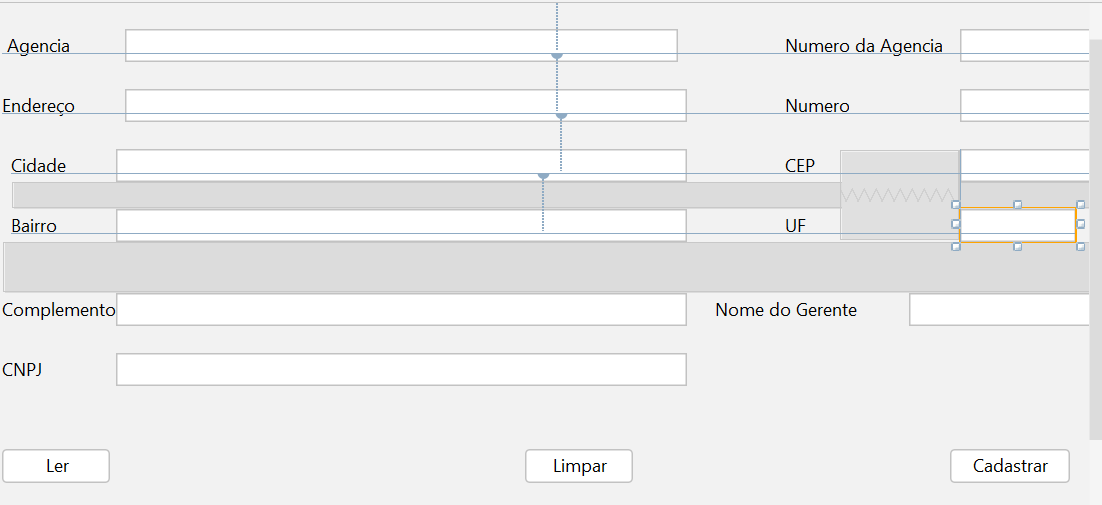 Agencia Numero da Agencia
Endereço Numero
Cidade CEP
Bairro UF
Complemento Nome do Gerente
CNPJ
Ler Limpar Cadastrar